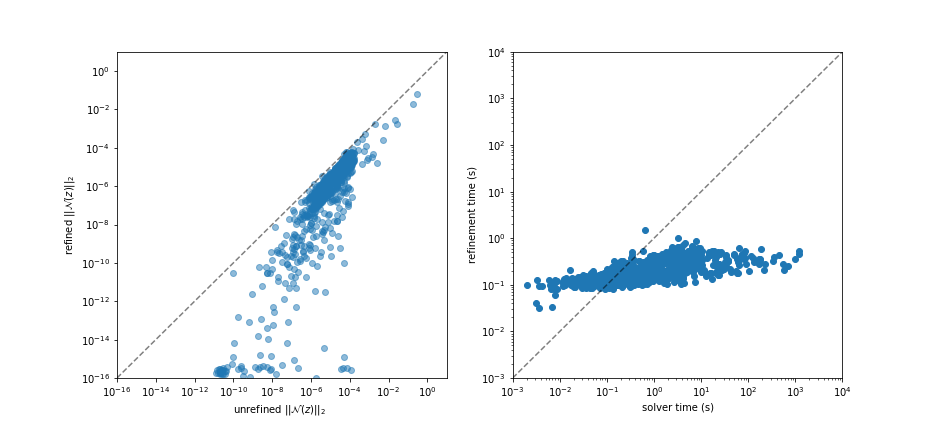 10⁰
10⁻²
10⁻⁴
10⁻⁶
10⁻⁸
10⁻¹⁰
10⁻¹²
10⁻¹⁴
10⁻¹⁶
refined ||𝒩(z)||₂
10⁻¹⁶ 10⁻¹⁴ 10⁻¹² 10⁻¹⁰ 10⁻⁸ 10⁻⁶ 10⁻⁴ 10⁻² 10⁰
unrefined ||𝒩(z)||₂
10⁴
10³
10²
10¹
10⁰
10⁻¹
10⁻²
10⁻³
refinement time (s)
10⁻³ 10⁻² 10⁻¹ 10⁰ 10¹ 10² 10³ 10⁴
solver time (s)